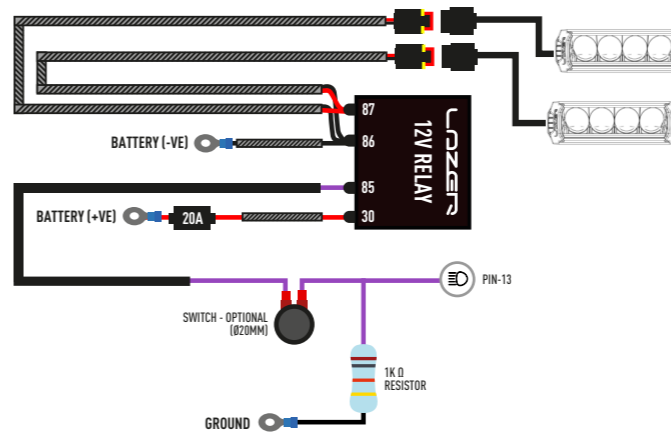 87
BATTERY (-VE)
86
LAZER
12V RELAY
85
BATTERY (+VE)
20A
30
PIN-13
SWITCH - OPTIONAL
(Ø20MM)
1K Ω
RESISTOR
GROUND